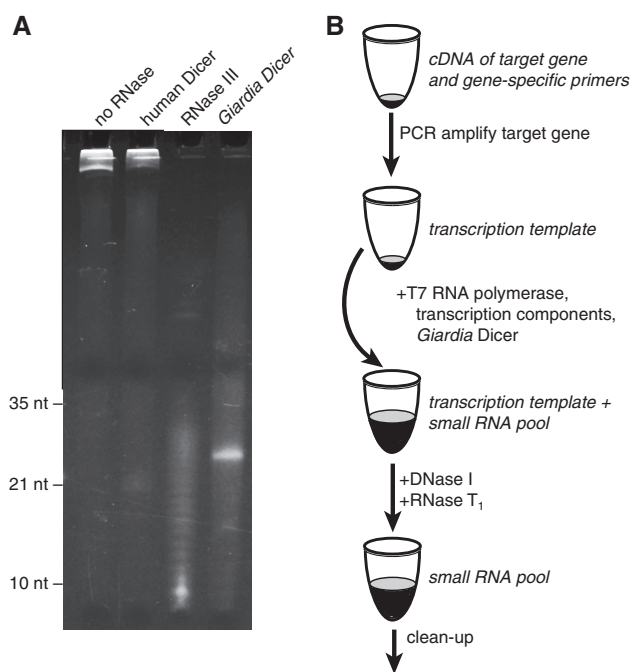 A
no RNase
human Dicer
RNase III
Giardia Dicer
35 nt
21 nt
10 nt
B
cDNA of target gene
and gene-specific primers
PCR amplify target gene
transcription template
+T7 RNA polymerase,
transcription components,
Giardia Dicer
transcription template +
small RNA pool
+DNase I
+RNase T1
small RNA pool
clean-up